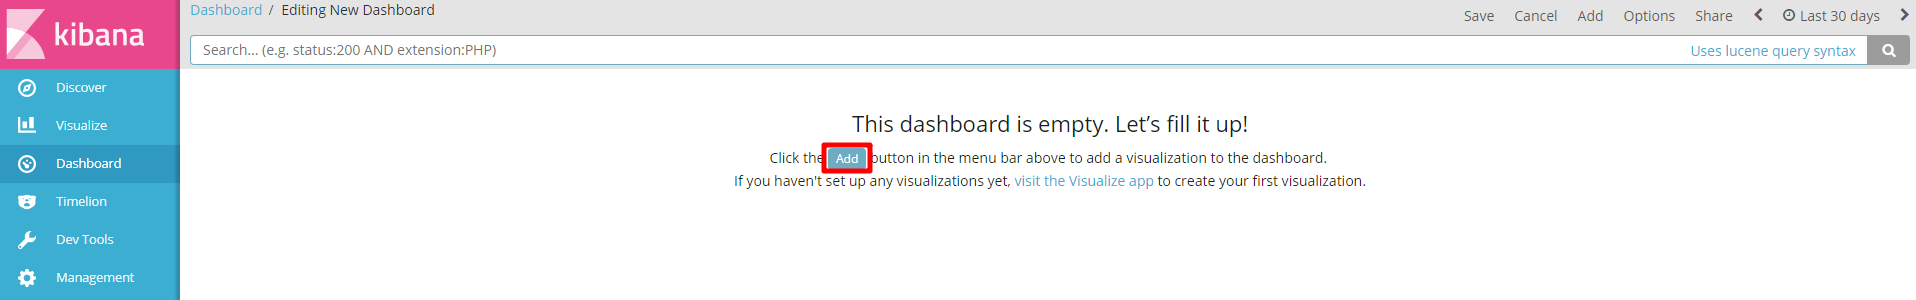 kibana
Dashboard / Editing New Dashboard
Save Cancel Add Options Share Last 30 days
Search... (e.g. status:200 AND extension:PHP) Uses lucene query syntax
Discover
Visualize
Dashboard
Timelion
Dev Tools
Management
This dashboard is empty. Let’s fill it up!
Click the Add button in the menu bar above to add a visualization to the dashboard.
If you haven't set up any visualizations yet, visit the Visualize app to create your first visualization.